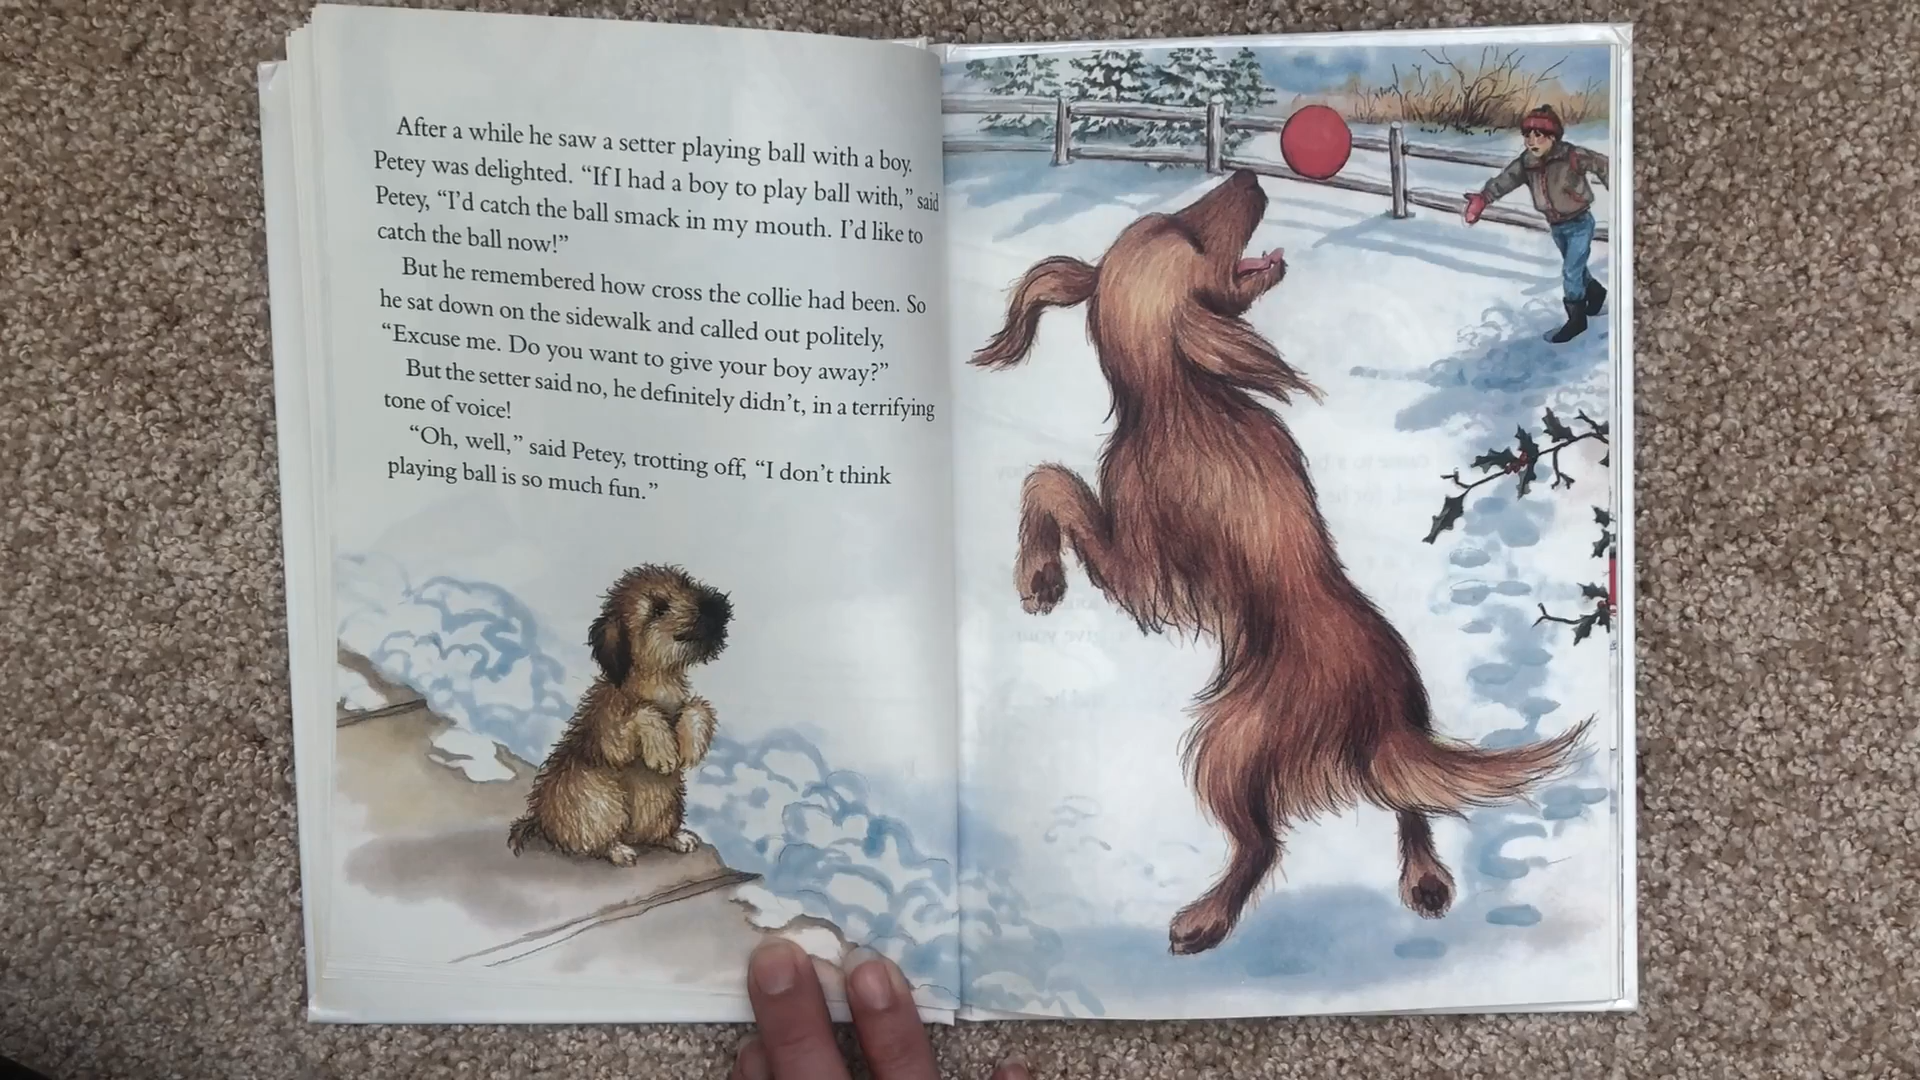 After a while he saw a setter playing ball with a boy.
Petey was delighted. “If I had a boy to play ball with,” said
Petey, “I’d catch the ball smack in my mouth. I’d like to
catch the ball now!”
But he remembered how cross the collie had been. So
he sat down on the sidewalk and called out politely,
“Excuse me. Do you want to give your boy away?”
But the setter said no, he definitely didn’t, in a terrifying
tone of voice!
“Oh, well,” said Petey, trotting off, “I don’t think
playing ball is so much fun.”